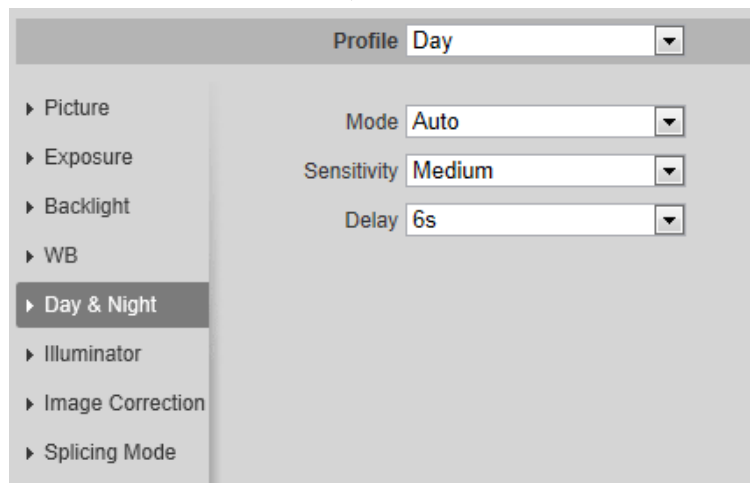 Profile Day
Picture
Mode Auto
Exposure
Sensitivity Medium
Backlight
Delay 6s
WB
Day & Night
Illuminator
Image Correction
Splicing Mode